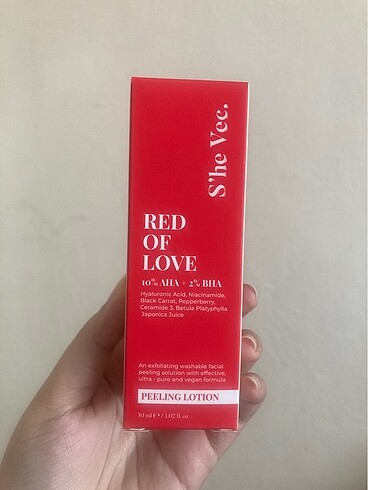 S'he Vec.
RED
OF
LOVE
10% AHA + 2% BHA
Hyaluronic Acid, Niacinamide,
Black Carrot, Pepperberry,
Ceramide 3, Betula Platyphylla
Japonica Juice
An exfoliating washable facial
peeling solution with effective,
ultra - pure and vegan formula
PEELING LOTION
30 ml ℮ / 1.02 fl. oz